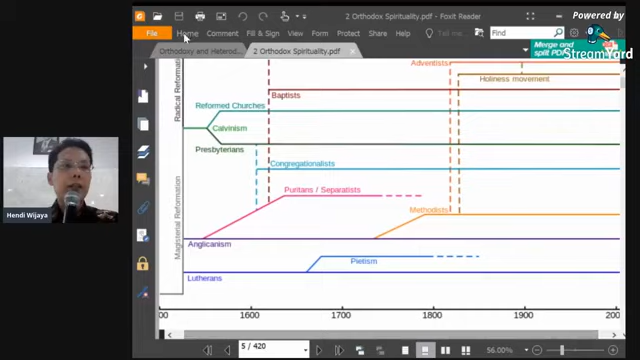 2 Orthodox Spirituality.pdf - Foxit Reader
Powered by
StreamYard
File Home Comment Fill & Sign View Form Protect Share Help Tell me
Find
Orthodoxy and Heterod...
2 Orthodox Spirituality.pdf
Merge and
split PDF
Radical Reformation
Magisterial Reformation
Adventists
Holiness movement
Baptists
Reformed Churches
Calvinism
Presbyterians
Congregationalists
Puritans / Separatists
Methodists
Anglicanism
Pietism
Lutherans
1600
1700
1800
1900
Hendi Wijaya
5 / 420
56.00%